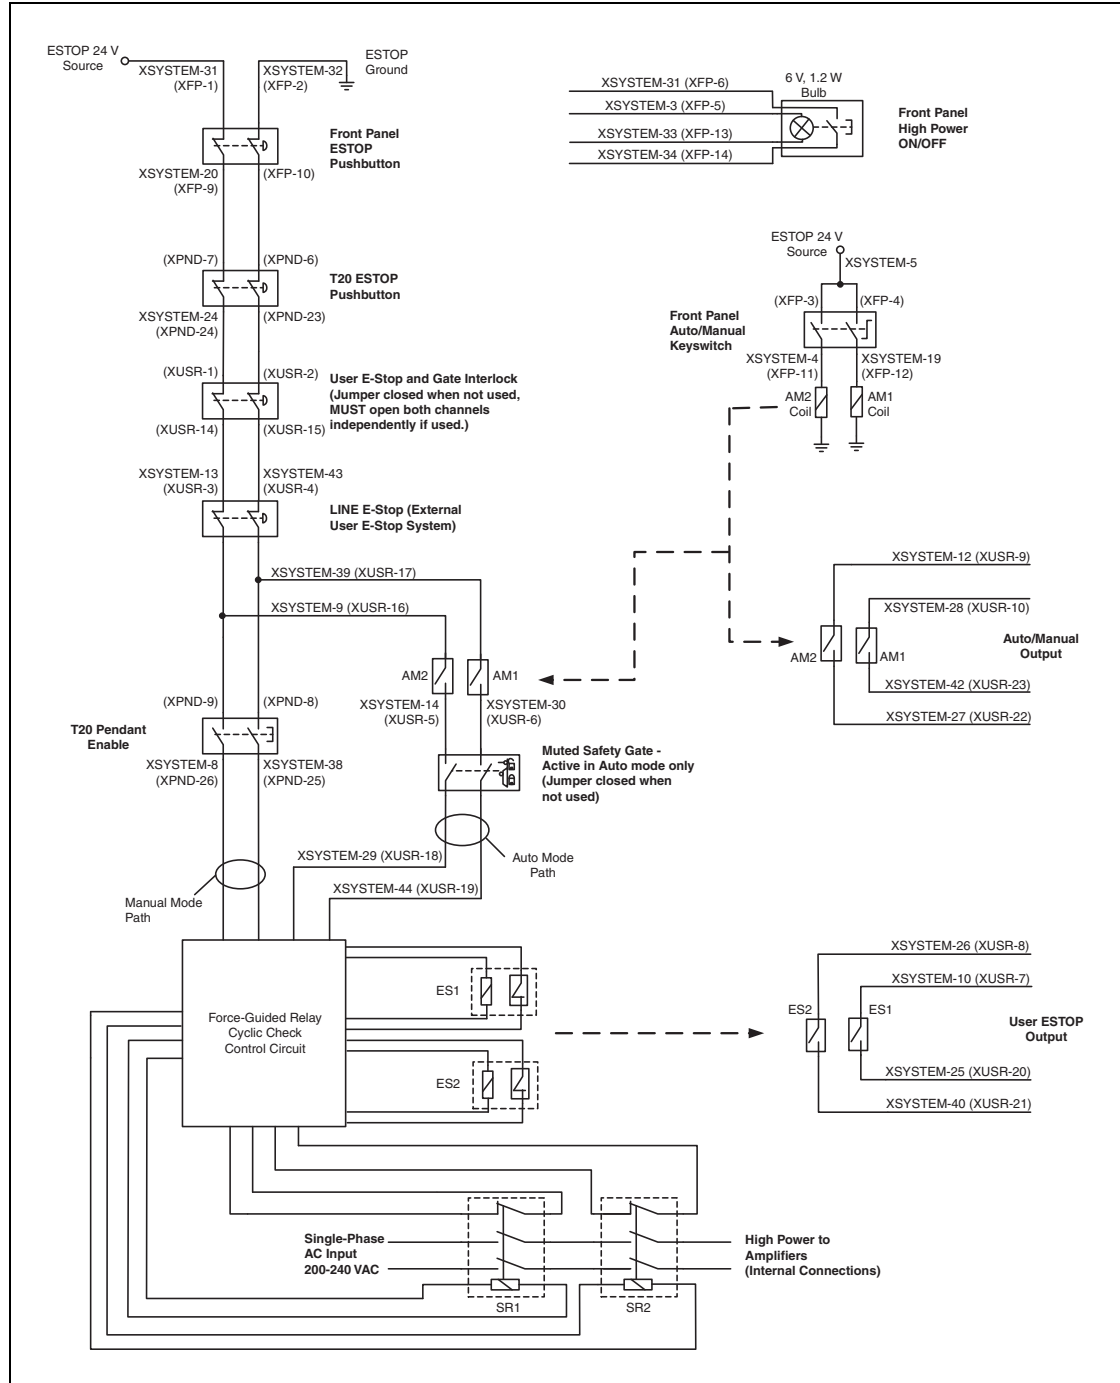 ESTOP 24 V
Source
XSYSTEM-31
(XFP-1)
XSYSTEM-32
(XFP-2)
ESTOP
Ground
Front Panel
ESTOP
Pushbutton
XSYSTEM-20
(XFP-9)
(XFP-10)
(XPND-7)
(XPND-6)
T20 ESTOP
Pushbutton
XSYSTEM-24
(XPND-24)
(XPND-23)
(XUSR-1)
(XUSR-2)
User E-Stop and Gate Interlock
(Jumper closed when not used,
MUST open both channels
independently if used.)
(XUSR-14)
(XUSR-15)
XSYSTEM-13
(XUSR-3)
XSYSTEM-43
(XUSR-4)
LINE E-Stop (External
User E-Stop System)
XSYSTEM-39 (XUSR-17)
XSYSTEM-9 (XUSR-16)
AM2
AM1
XSYSTEM-14
(XUSR-5)
XSYSTEM-30
(XUSR-6)
(XPND-9)
(XPND-8)
T20 Pendant
Enable
XSYSTEM-8
(XPND-26)
XSYSTEM-38
(XPND-25)
Muted Safety Gate -
Active in Auto mode only
(Jumper closed when
not used)
XSYSTEM-29 (XUSR-18)
Auto Mode
Path
XSYSTEM-44 (XUSR-19)
Manual Mode
Path
Force-Guided Relay
Cyclic Check
Control Circuit
ES1
ES2
Single-Phase
AC Input
200-240 VAC
SR1
SR2
High Power to
Amplifiers
(Internal Connections)
XSYSTEM-31 (XFP-6)
XSYSTEM-3 (XFP-5)
XSYSTEM-33 (XFP-13)
XSYSTEM-34 (XFP-14)
6 V, 1.2 W
Bulb
Front Panel
High Power
ON/OFF
ESTOP 24 V
Source
XSYSTEM-5
(XFP-3)
(XFP-4)
Front Panel
Auto/Manual
Keyswitch
XSYSTEM-4
(XFP-11)
XSYSTEM-19
(XFP-12)
AM2
Coil
AM1
Coil
XSYSTEM-12 (XUSR-9)
XSYSTEM-28 (XUSR-10)
AM2
AM1
Auto/Manual
Output
XSYSTEM-42 (XUSR-23)
XSYSTEM-27 (XUSR-22)
XSYSTEM-26 (XUSR-8)
XSYSTEM-10 (XUSR-7)
ES2
ES1
User ESTOP
Output
XSYSTEM-25 (XUSR-20)
XSYSTEM-40 (XUSR-21)